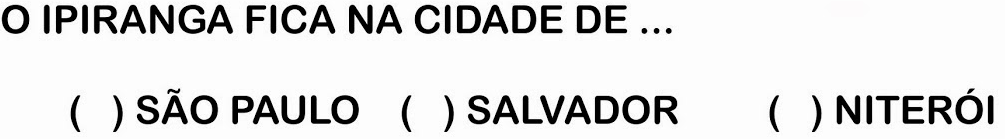 O IPIRANGA FICA NA CIDADE DE ...
( ) SÃO PAULO ( ) SALVADOR ( ) NITERÓI